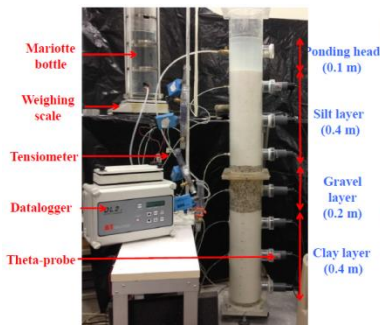 Mariotte
bottle
Weighing
scale
Tensiometer
Datalogger
Theta-probe
Ponding head
(0.1 m)
Silt layer
(0.4 m)
Gravel
layer
(0.2 m)
Clay layer
(0.4 m)
DL2